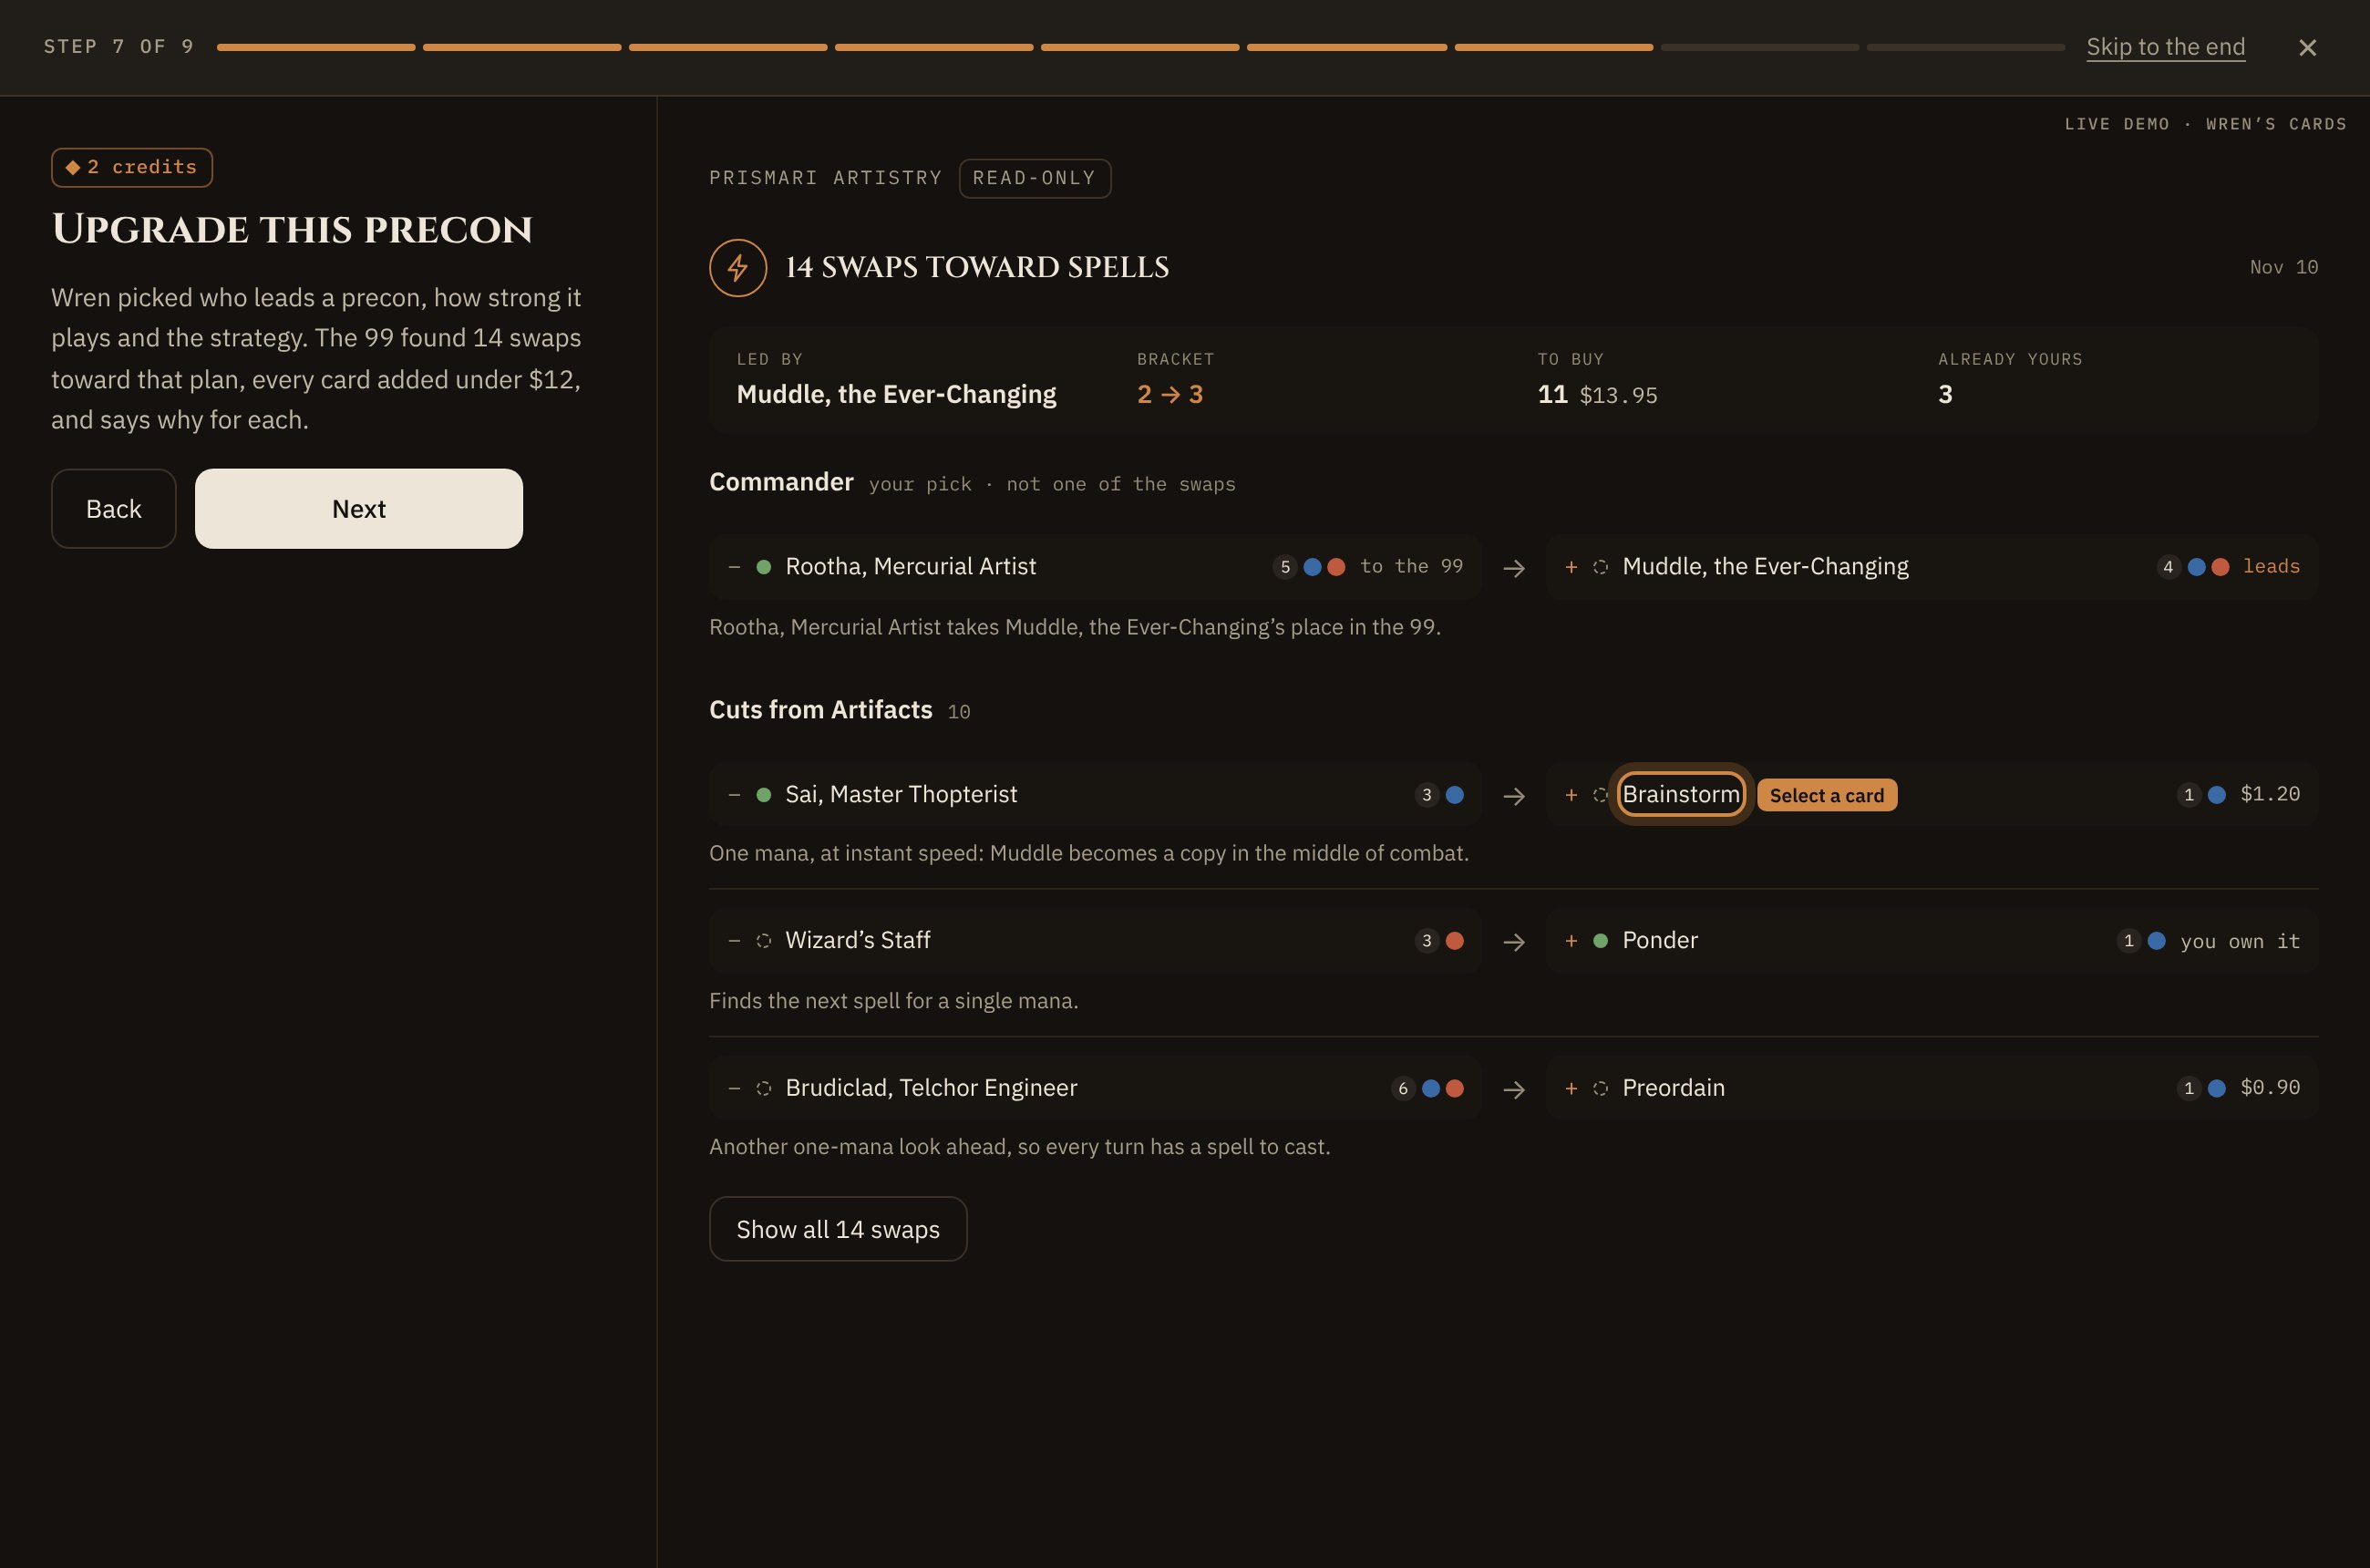 STEP 7 OF 9
Skip to the end
×
LIVE DEMO · WREN’S CARDS
◆ 2 credits
Upgrade this precon
Wren picked who leads a precon, how strong it
plays and the strategy. The 99 found 14 swaps
toward that plan, every card added under $12,
and says why for each.
Back
Next
PRISMARI ARTISTRY READ-ONLY
14 SWAPS TOWARD SPELLS
Nov 10
LED BY
Muddle, the Ever-Changing
BRACKET
2 → 3
TO BUY
11 $13.95
ALREADY YOURS
3
Commander your pick · not one of the swaps
− Rootha, Mercurial Artist 5 to the 99 → + Muddle, the Ever-Changing 4 leads
Rootha, Mercurial Artist takes Muddle, the Ever-Changing’s place in the 99.
Cuts from Artifacts 10
− Sai, Master Thopterist 3 → + Brainstorm Select a card 1 $1.20
One mana, at instant speed: Muddle becomes a copy in the middle of combat.
− Wizard’s Staff 3 → + Ponder 1 you own it
Finds the next spell for a single mana.
− Brudiclad, Telchor Engineer 6 → + Preordain 1 $0.90
Another one-mana look ahead, so every turn has a spell to cast.
Show all 14 swaps